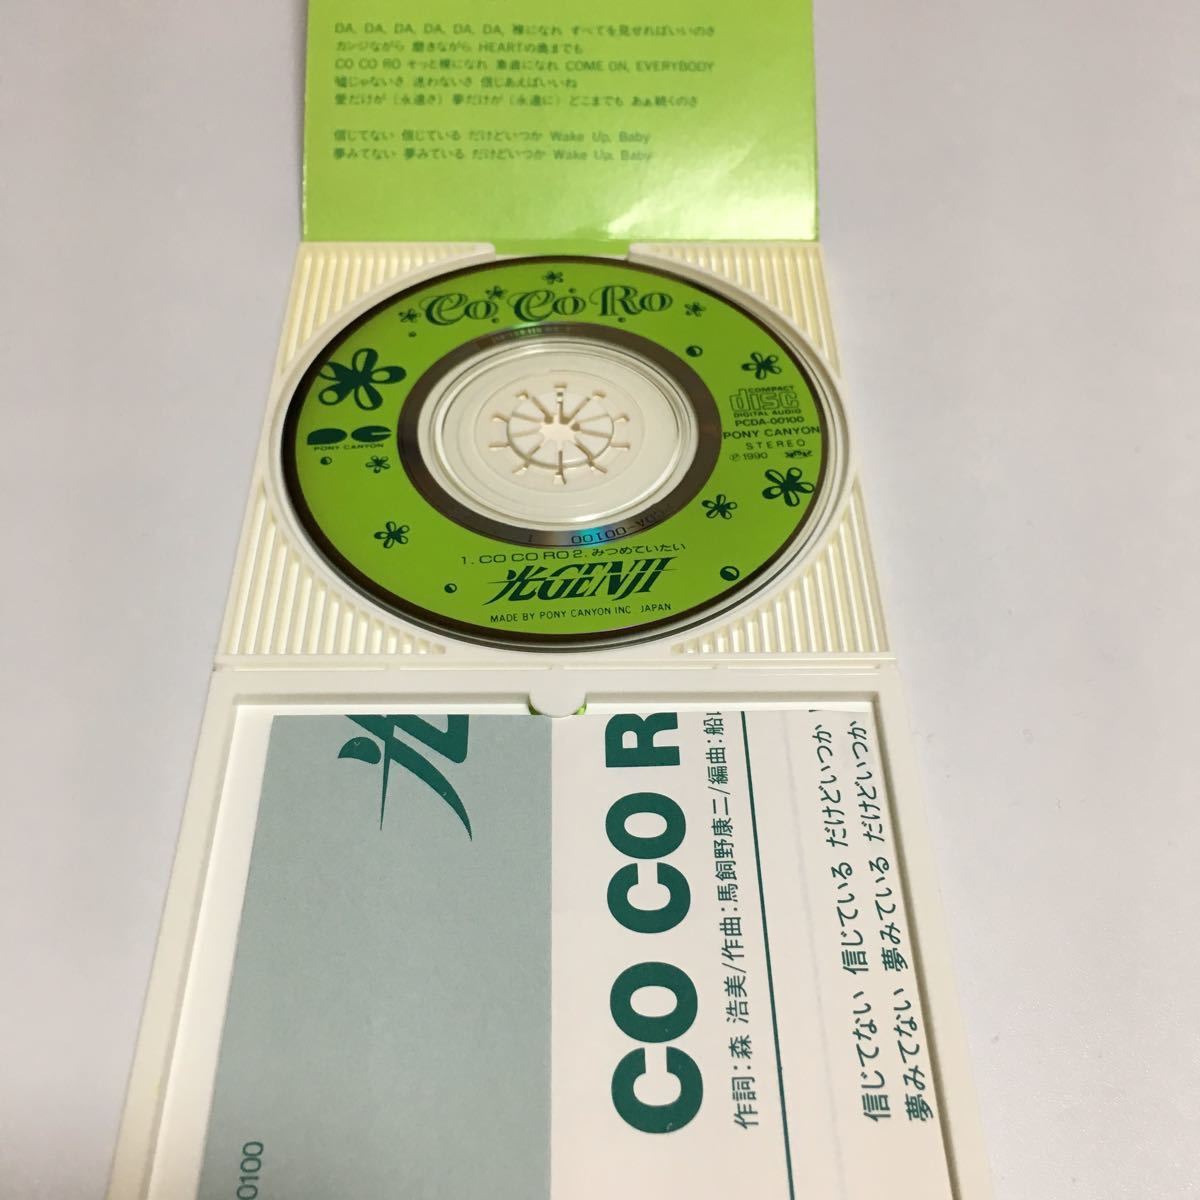 DA, DA, DA, DA, DA, DA, 裸になれ すべてを見せればいいのさ
カンジながら 磨きながら HEARTの奥までも
CO CO RO そっと裸になれ 素直になれ COME ON, EVERYBODY
嘘じゃないさ 迷わないさ 信じあえばいいね
愛だけが (永遠さ) 夢だけが (永遠に) どこまでも あぁ続くのさ
信じてない 信じている だけどいつか Wake Up, Baby
夢みてない 夢みている だけどいつか Wake Up, Baby
Co Co Ro
PONY CANYON
COMPACT
disc
DIGITAL AUDIO
PCDA-00100
PONY CANYON
STEREO
Ⓟ1990
PCDA-00100 1
1. CO CO RO 2. みつめていたい
光GENJI
MADE BY PONY CANYON INC. JAPAN
光
CO CO R
作詞:森 浩美/作曲:馬飼野康二/編曲:船
信じてない 信じている だけどいつか
夢みてない 夢みている だけどいつか
0100